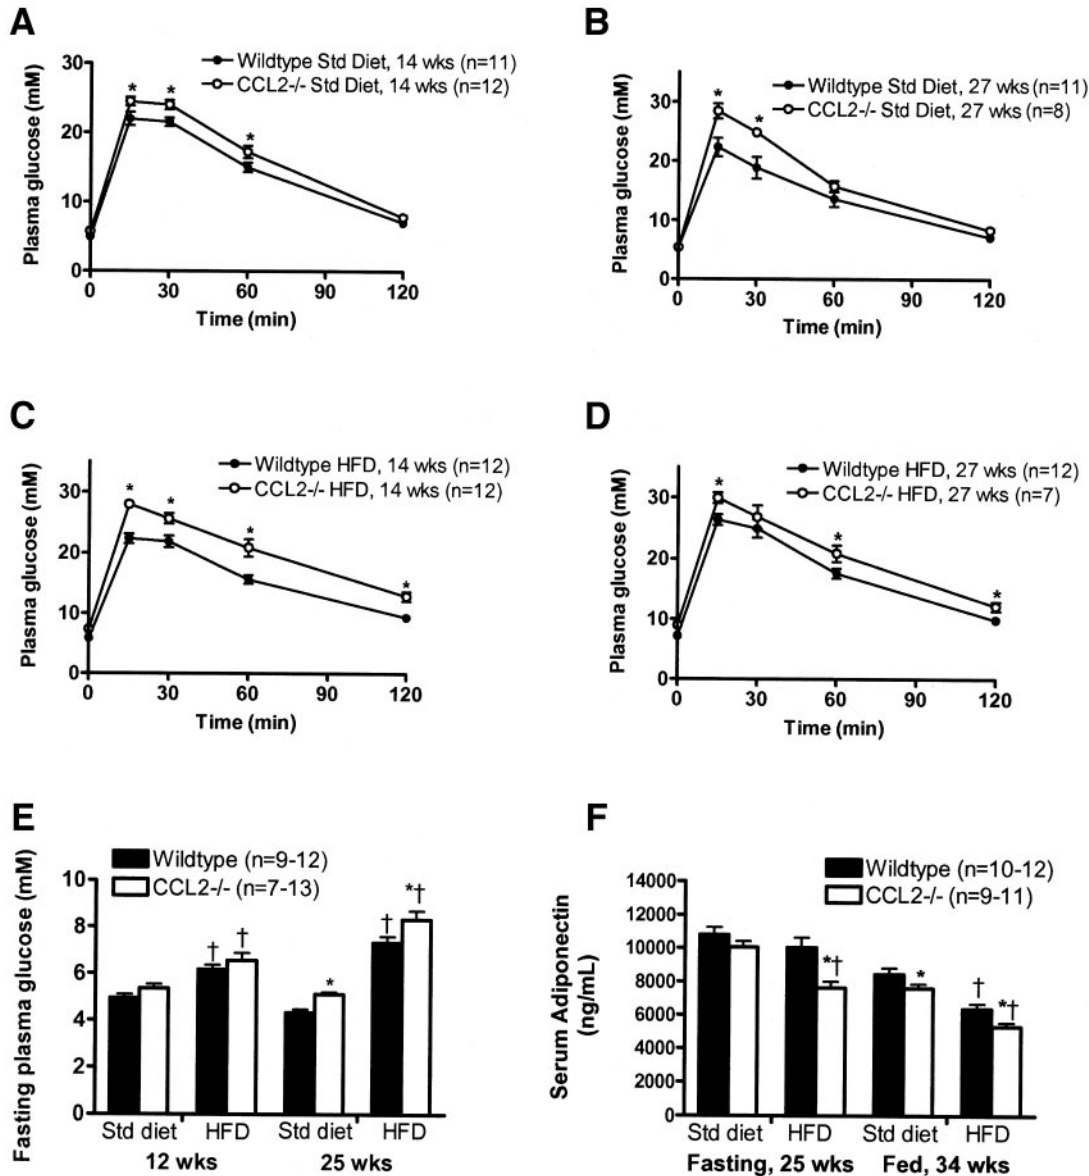 A
Wildtype Std Diet, 14 wks (n=11)
CCL2-/- Std Diet, 14 wks (n=12)
Plasma glucose (mM)
30
20
10
0
* * *
0 30 60 90 120
Time (min)
B
Wildtype Std Diet, 27 wks (n=11)
CCL2-/- Std Diet, 27 wks (n=8)
Plasma glucose (mM)
30
20
10
0
* *
0 30 60 90 120
Time (min)
C
Wildtype HFD, 14 wks (n=12)
CCL2-/- HFD, 14 wks (n=12)
Plasma glucose (mM)
30
20
10
0
* * * *
0 30 60 90 120
Time (min)
D
Wildtype HFD, 27 wks (n=12)
CCL2-/- HFD, 27 wks (n=7)
Plasma glucose (mM)
30
20
10
0
* * *
0 30 60 90 120
Time (min)
E
Wildtype (n=9-12)
CCL2-/- (n=7-13)
Fasting plasma glucose (mM)
10
8
6
4
2
0
† † * † *†
Std diet HFD Std diet HFD
12 wks 25 wks
F
Wildtype (n=10-12)
CCL2-/- (n=9-11)
Serum Adiponectin
(ng/mL)
14000
12000
10000
8000
6000
4000
2000
0
*† * † *†
Std diet HFD Std diet HFD
Fasting, 25 wks Fed, 34 wks